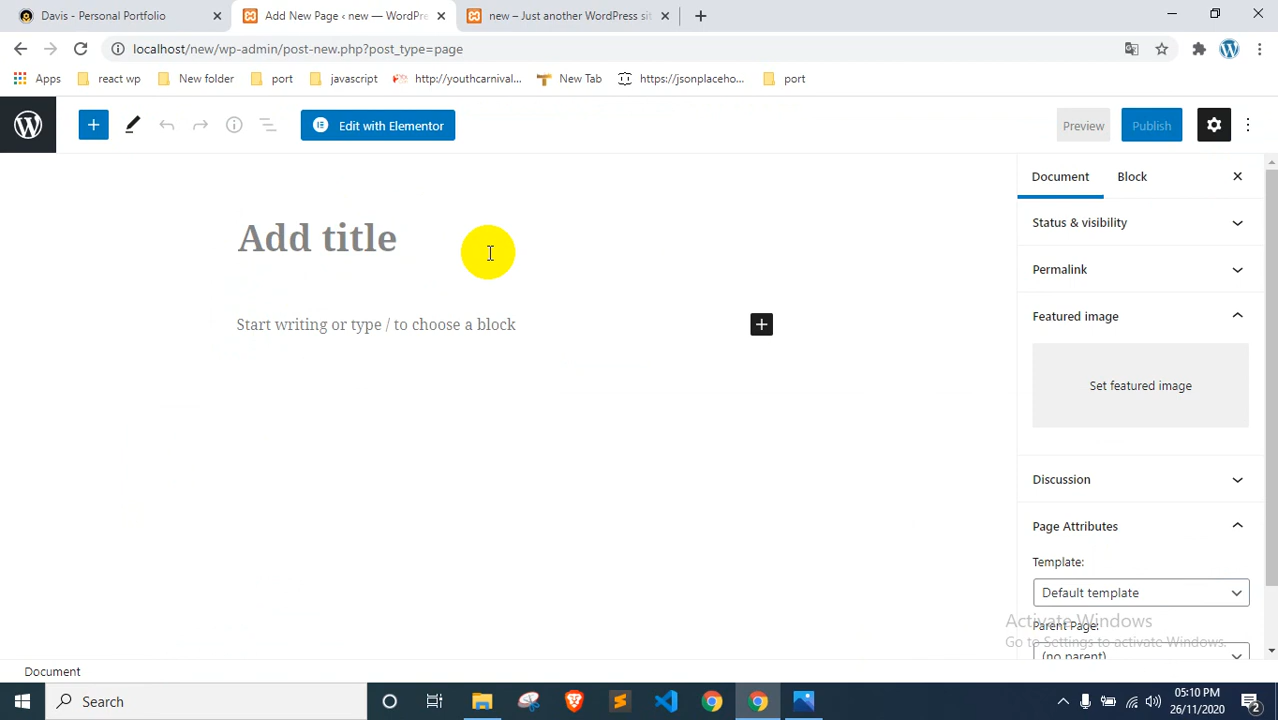 Davis - Personal Portfolio
Add New Page ‹ new — WordPre
new – Just another WordPress sit
localhost/new/wp-admin/post-new.php?post_type=page
Apps
react wp
New folder
port
javascript
http://youthcarnival...
New Tab
https://jsonplaceho...
port
Edit with Elementor
Preview
Publish
Document
Block
Add title
Status & visibility
Permalink
Start writing or type / to choose a block
Featured image
Set featured image
Discussion
Page Attributes
Template:
Default template
Activate Windows
Parent Page:
Go to Settings to activate Windows.
(no parent)
Document
Search
05:10 PM
26/11/2020
2